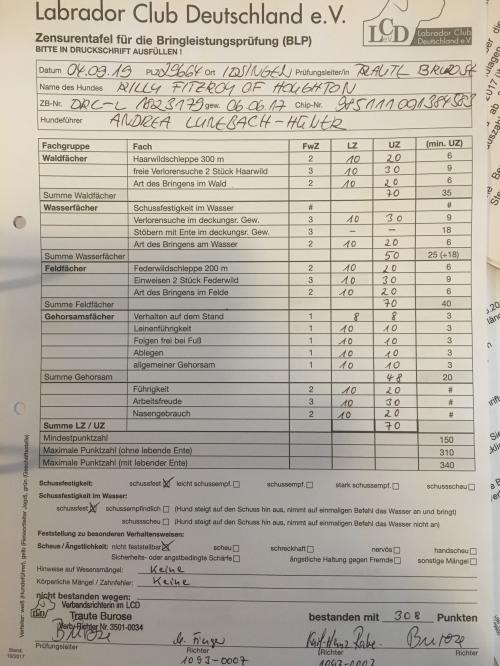 Labrador Club Deutschland e.V.
Zensurentafel für die Bringleistungsprüfung (BLP)
BITTE IN DRUCKSCHRIFT AUSFÜLLEN !
LCD Labrador Club Deutschland e.V.
Datum 04.09.19 PLZ 29664 Ort Prüfungsleiter/in TRAUTE BUROSE
Name des Hundes FITZROY OF HOUGHTON
ZB-Nr. DRC-L 1823179 gew. 06.06.17 Chip-Nr.
Hundeführer ANDREA
Fachgruppe Fach FwZ LZ UZ (min. UZ)
Waldfächer Haarwildschleppe 300 m 2 10 20 6
freie Verlorensuche 2 Stück Haarwild 3 10 30 9
Art des Bringens im Wald 2 10 20 6
Summe Waldfächer 70 35
Wasserfächer Schussfestigkeit im Wasser # #
Verlorensuche im deckungsr. Gew. 3 10 30 9
Stöbern mit Ente im deckungsr. Gew. 3 – – 18
Art des Bringens am Wasser 2 10 20 6
Summe Wasserfächer 50 25 (+18)
Feldfächer Federwildschleppe 200 m 2 10 20 6
Einweisen 2 Stück Federwild 3 10 30 9
Art des Bringens im Felde 2 10 20 6
Summe Feldfächer 70 40
Gehorsamsfächer Verhalten auf dem Stand 1 8 8 3
Leinenführigkeit 1 10 10 3
Folgen frei bei Fuß 1 10 10 3
Ablegen 1 10 10 3
allgemeiner Gehorsam 1 10 10 3
Summe Gehorsam 48 20
Führigkeit 2 10 20 #
Arbeitsfreude 3 10 30 #
Nasengebrauch 2 10 20 #
Summe LZ / UZ 70
Mindestpunktzahl 150
Maximale Punktzahl (ohne lebende Ente) 310
Maximale Punktzahl (mit lebender Ente) 340
Schussfestigkeit: schussfest X leicht schussempf. schussempf. stark schussempf. schussscheu
Schussfestigkeit im Wasser:
schussfest X schussempfindlich (Hund steigt auf den Schuss hin aus, nimmt auf einmaligen Befehl das Wasser an und bringt)
schussscheu (Hund steigt auf den Schuss hin aus, nimmt auf einmaligen Befehl das Wasser nicht an)
Feststellung zu besonderen Verhaltensweisen:
Scheue / Ängstlichkeit: nicht feststellbar X scheu schreckhaft nervös handscheu
Sicherheits- oder angstbedingte Schärfe ängstliche Haltung gegen Fremde sonstige Mängel
Hinweise auf Wesensmängel: Keine
Körperliche Mängel / Zahnfehler: Keine
nicht bestanden wegen:
Verbandsrichterin im LCD
Traute Burose
Verb. Richter Nr. 3501-0034
bestanden mit 308 Punkten
Burose
Prüfungsleiter Richter Richter Richter
1093-0007
Stand: 10/2017